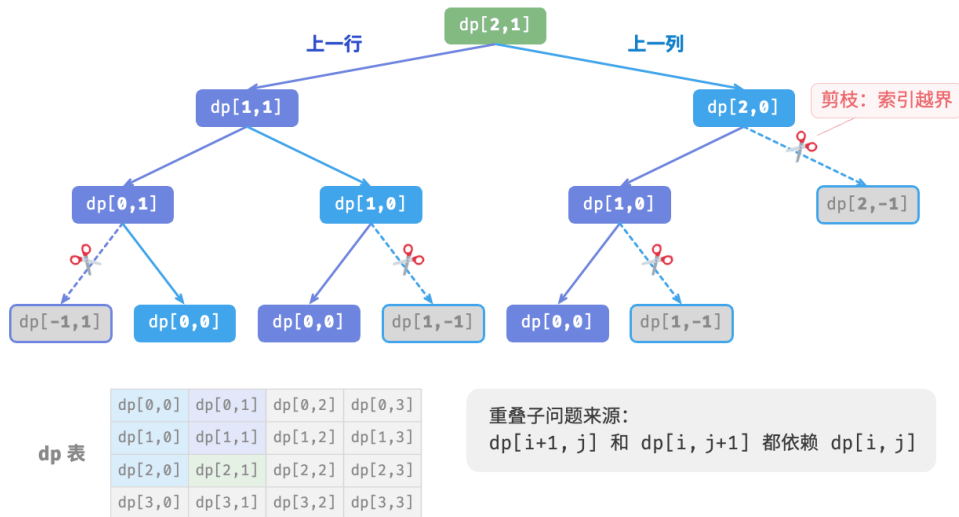 dp[2,1]
上一行
上一列
dp[1,1]
dp[2,0]
剪枝：索引越界
dp[0,1]
dp[1,0]
dp[1,0]
dp[2,-1]
dp[-1,1]
dp[0,0]
dp[0,0]
dp[1,-1]
dp[0,0]
dp[1,-1]
dp 表
dp[0,0] dp[0,1] dp[0,2] dp[0,3]
dp[1,0] dp[1,1] dp[1,2] dp[1,3]
dp[2,0] dp[2,1] dp[2,2] dp[2,3]
dp[3,0] dp[3,1] dp[3,2] dp[3,3]
重叠子问题来源：
dp[i+1,j] 和 dp[i,j+1] 都依赖 dp[i,j]